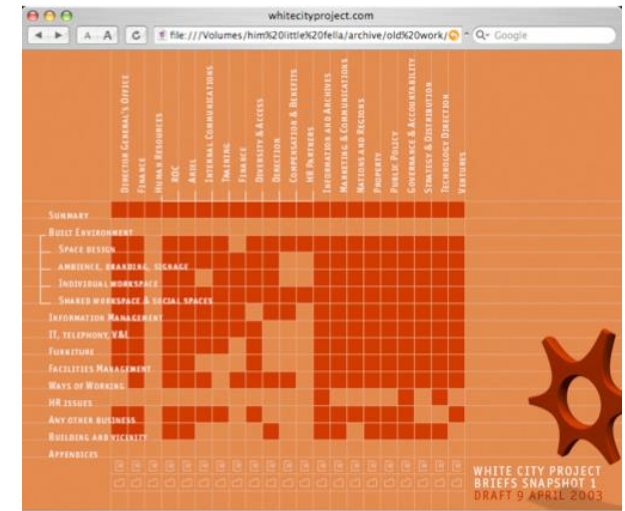 whitecityproject.com
A A C file:///Volumes/him%20little%20fella/archive/old%20work/ Google
DIRECTOR GENERAL'S OFFICE
FINANCE
HUMAN RESOURCES
ROC
ARIEL
INTERNAL COMMUNICATIONS
TRAINING
FINANCE
DIVERSITY & ACCESS
DIRECTION
COMPENSATION & BENEFITS
HR PARTNERS
INFORMATION AND ARCHIVES
MARKETING & COMMUNICATIONS
NATIONS AND REGIONS
PROPERTY
PUBLIC POLICY
GOVERNANCE & ACCOUNTABILITY
STRATEGY & DISTRIBUTION
TECHNOLOGY DIRECTION
VENTURES
SUMMARY
BUILT ENVIRONMENT
SPACE DESIGN
AMBIENCE, BRANDING, SIGNAGE
INDIVIDUAL WORKSPACE
SHARED WORKSPACE & SOCIAL SPACES
INFORMATION MANAGEMENT
IT, TELEPHONY, V&L
FURNITURE
FACILITIES MANAGEMENT
WAYS OF WORKING
HR ISSUES
ANY OTHER BUSINESS
BUILDING AND VICINITY
APPENDICES
WHITE CITY PROJECT
BRIEFS SNAPSHOT 1
DRAFT 9 APRIL 2003